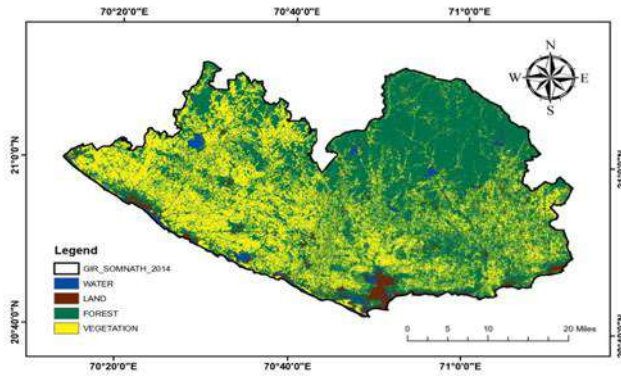 70°20'0"E 70°40'0"E 71°0'0"E
N
W E
S
21°0'0"N
Legend
GIR_SOMNATH_2014
WATER
LAND
FOREST
VEGETATION
20°40'0"N
0 5 10 20 Miles
70°20'0"E 70°40'0"E 71°0'0"E